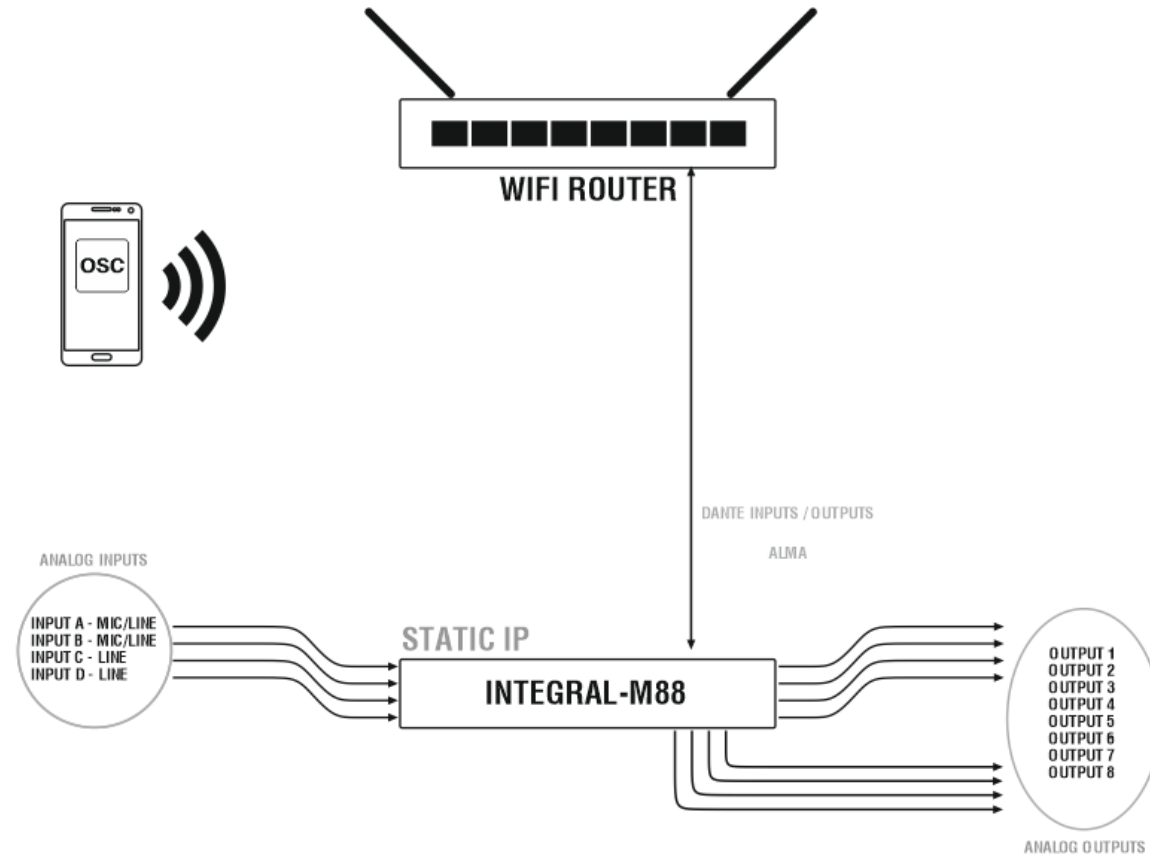 WIFI ROUTER
OSC
DANTE INPUTS / OUTPUTS
ALMA
ANALOG INPUTS
INPUT A - MIC/LINE
INPUT B - MIC/LINE
INPUT C - LINE
INPUT D - LINE
STATIC IP
INTEGRAL-M88
OUTPUT 1
OUTPUT 2
OUTPUT 3
OUTPUT 4
OUTPUT 5
OUTPUT 6
OUTPUT 7
OUTPUT 8
ANALOG OUTPUTS